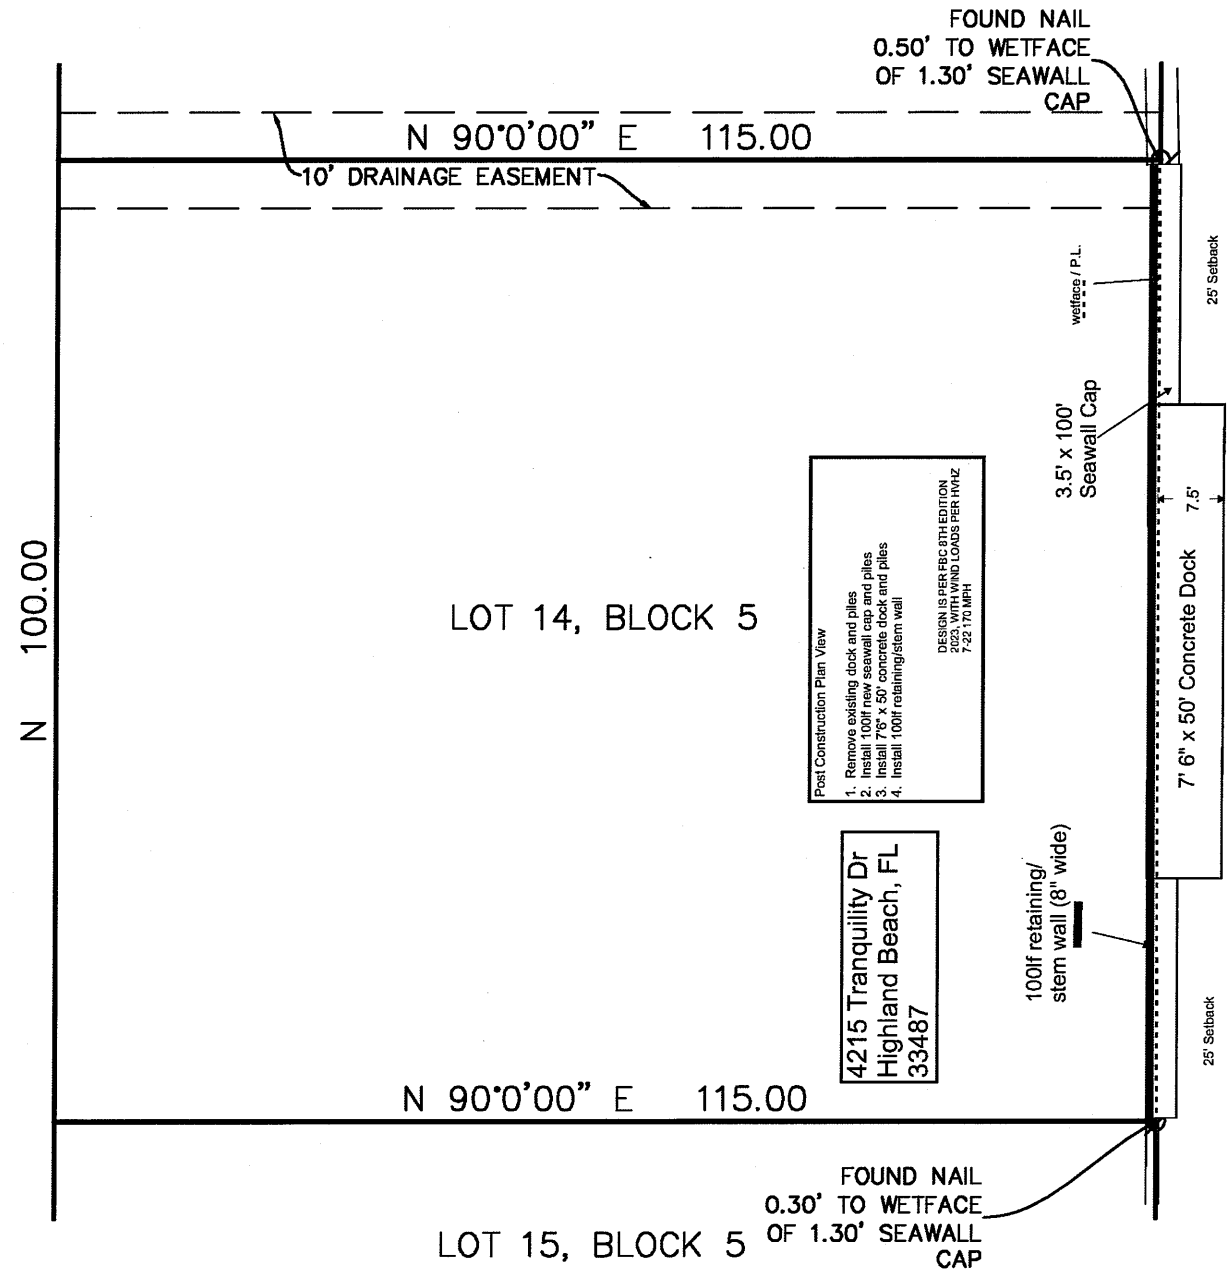 FOUND NAIL
0.50' TO WETFACE
OF 1.30' SEAWALL
CAP
N 90°0'00" E 115.00
10' DRAINAGE EASEMENT
25' Setback
wetface / P.L.
3.5' x 100'
Seawall Cap
7.5'
7' 6" x 50' Concrete Dock
N 100.00
LOT 14, BLOCK 5
Post Construction Plan View
1. Remove existing dock and piles
2. Install 100lf new seawall cap and piles
3. Install 7'6" x 50' concrete dock and piles
4. Install 100lf retaining/stem wall
DESIGN IS PER FBC 8TH EDITION
2023, WITH WIND LOADS PER HVHZ
7-22 170 MPH
4215 Tranquility Dr
Highland Beach, FL
33487
100lf retaining/
stem wall (8" wide)
25' Setback
N 90°0'00" E 115.00
FOUND NAIL
0.30' TO WETFACE
OF 1.30' SEAWALL
CAP
LOT 15, BLOCK 5